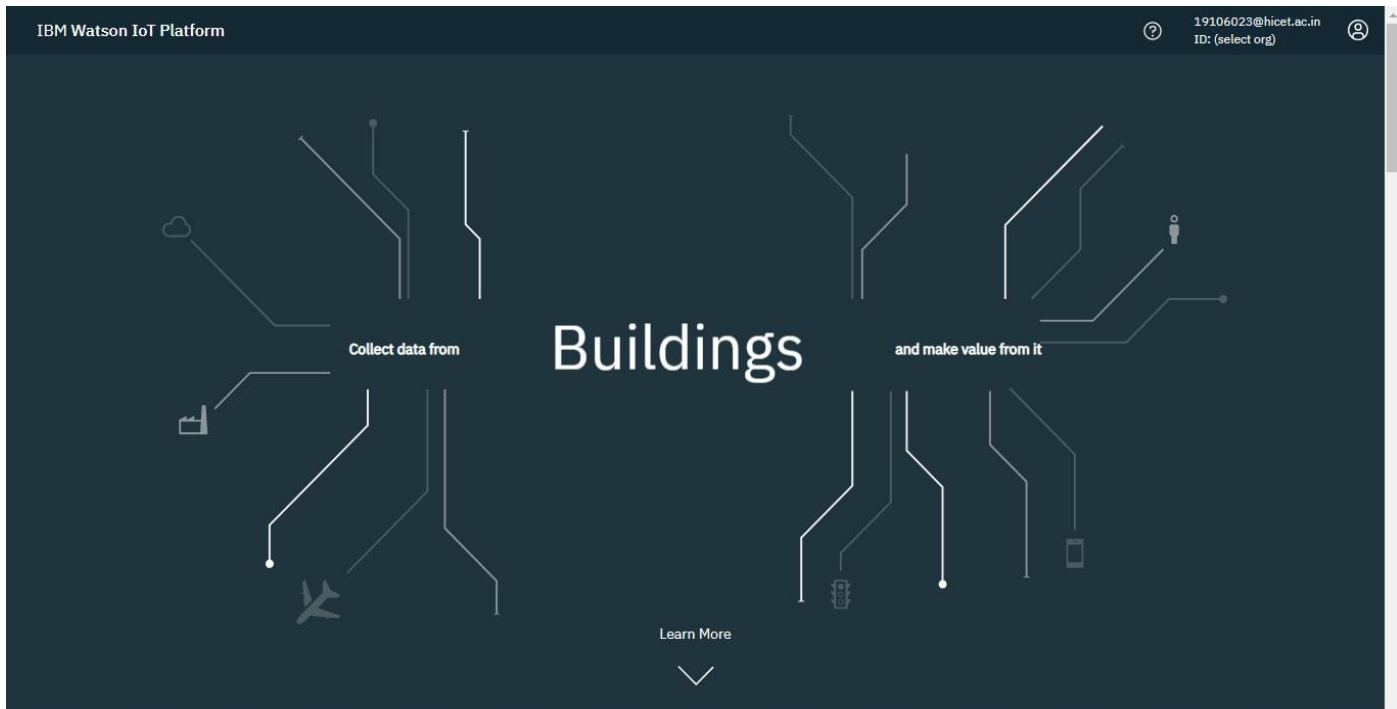 IBM Watson IoT Platform
19106023@hicet.ac.in
ID: (select org)
Collect data from
Buildings
and make value from it
Learn More